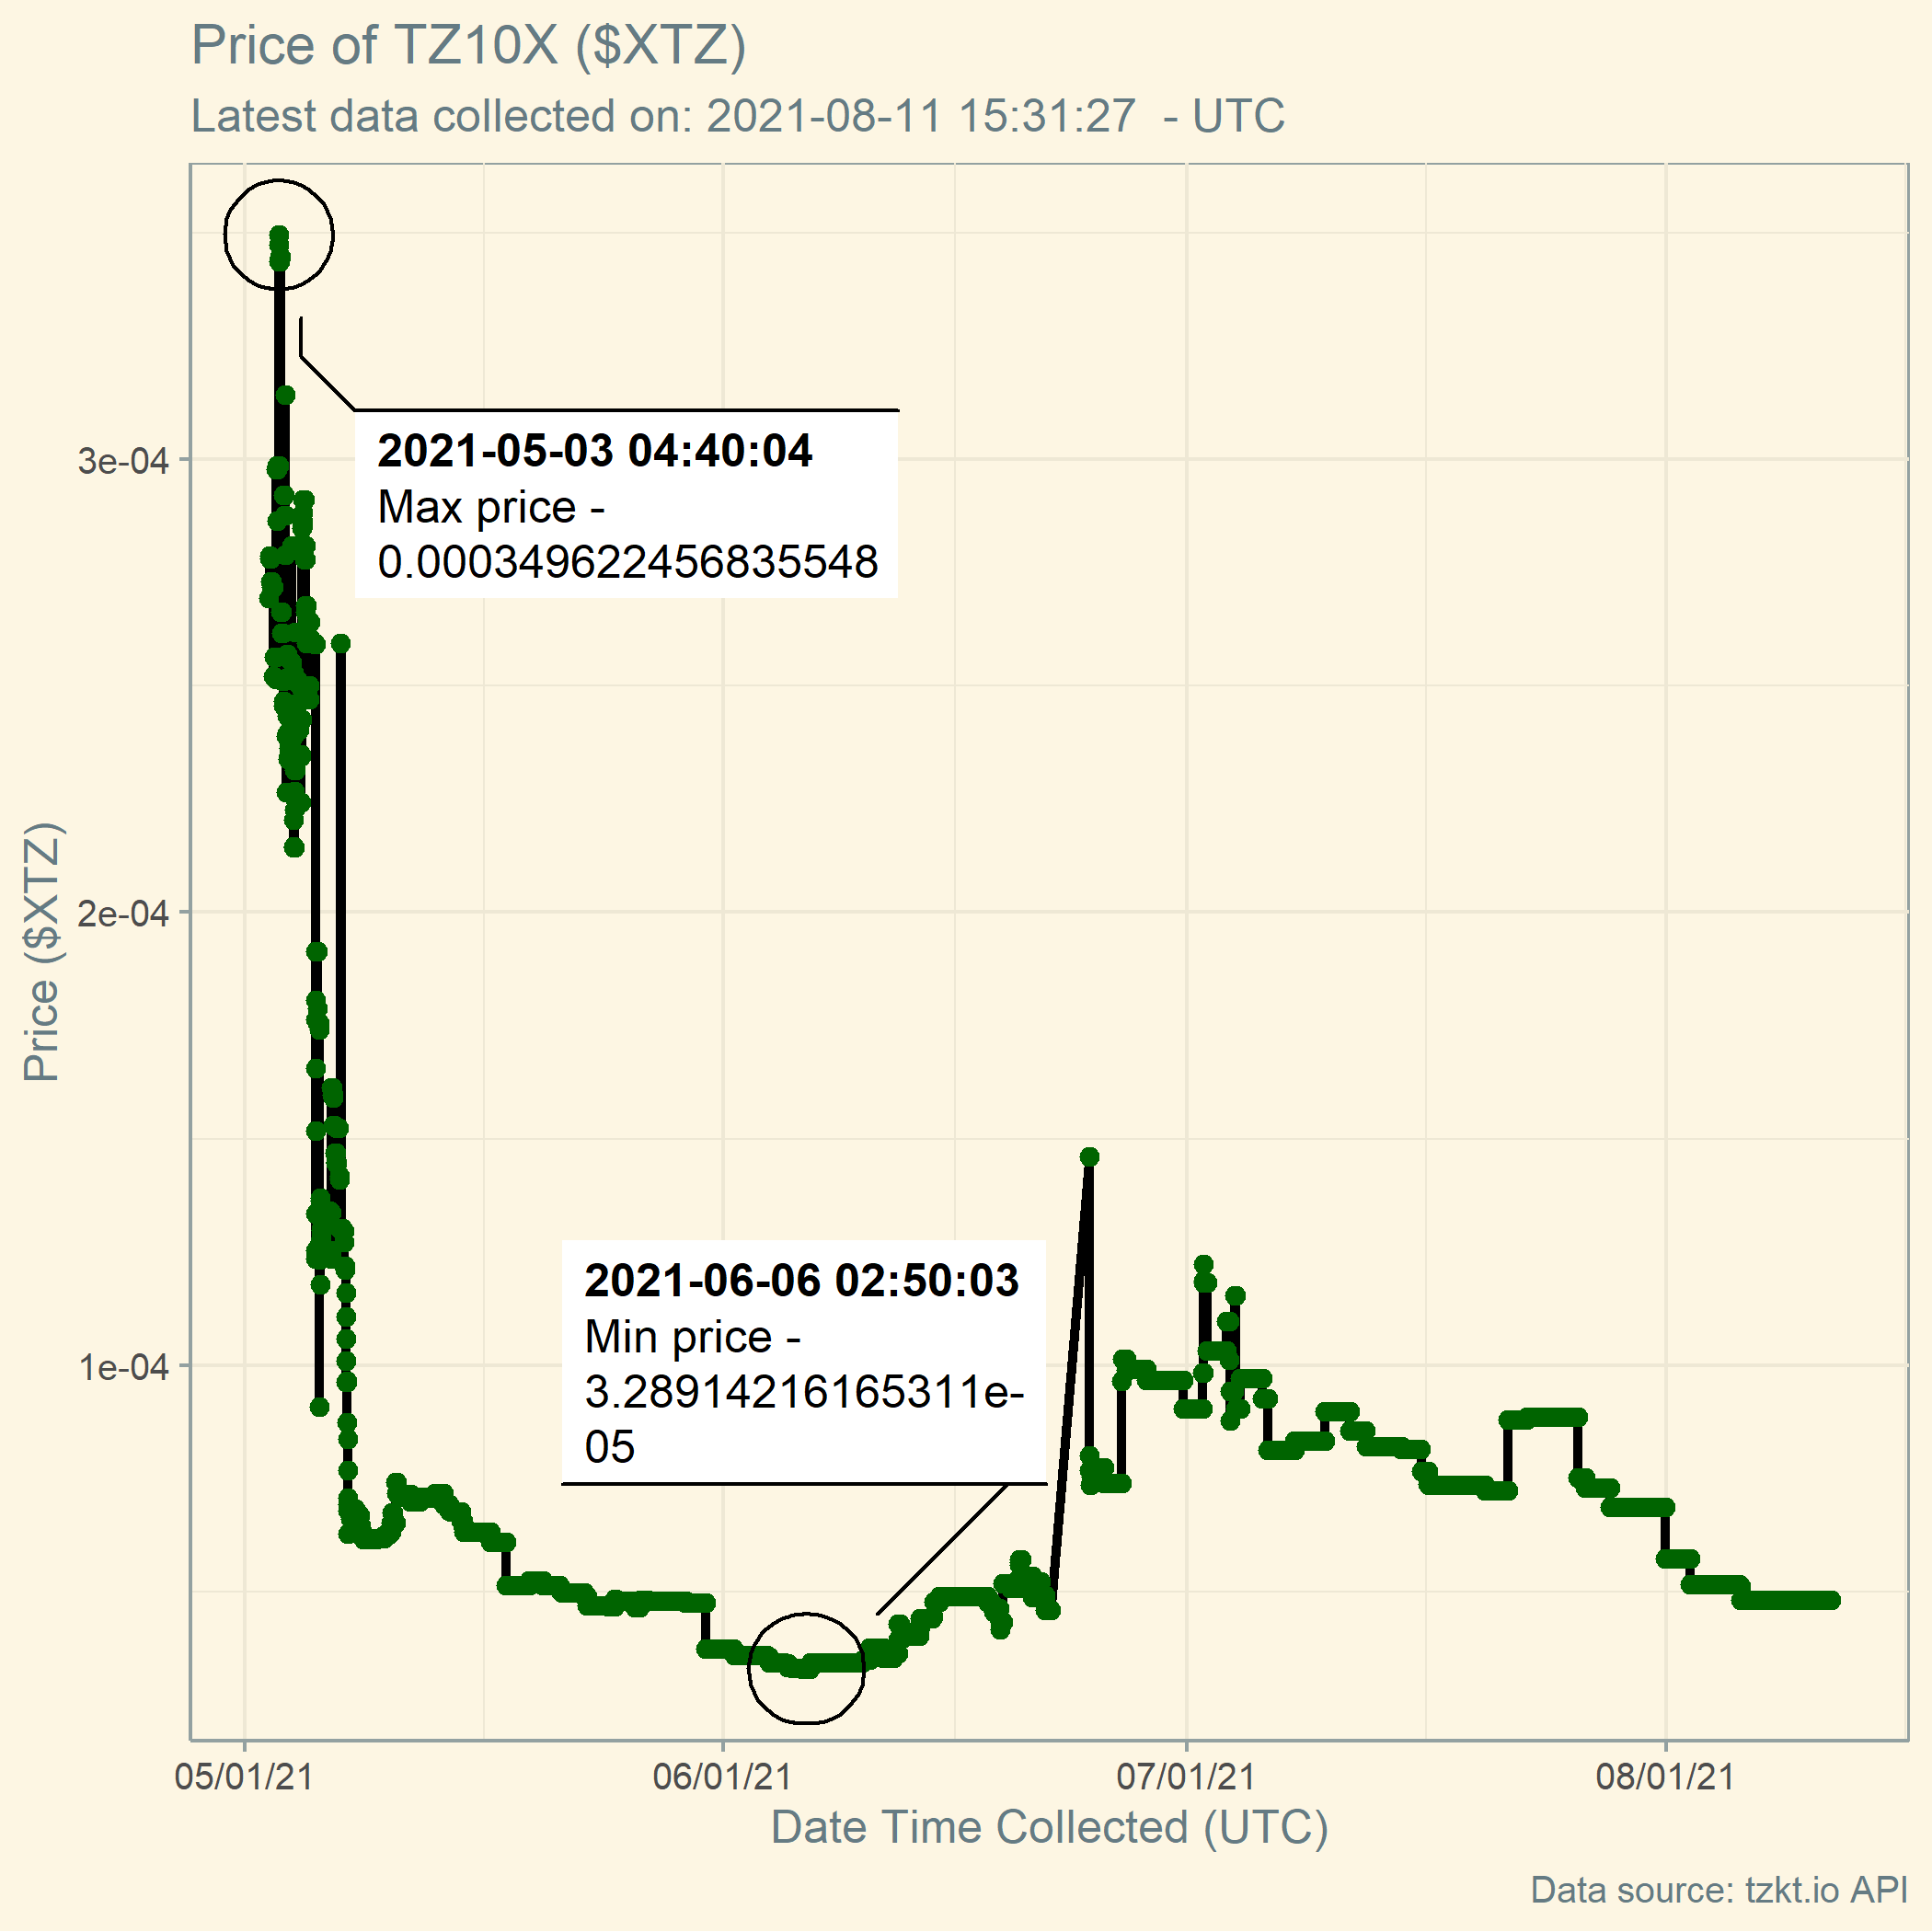 Price of TZ10X ($XTZ)
Latest data collected on: 2021-08-11 15:31:27  - UTC
2021-05-03 04:40:04
Max price -
0.000349622456835548
3e-04
2e-04
1e-04
Price ($XTZ)
2021-06-06 02:50:03
Min price -
3.28914216165311e-
05
05/01/21
06/01/21
07/01/21
08/01/21
Date Time Collected (UTC)
Data source: tzkt.io API